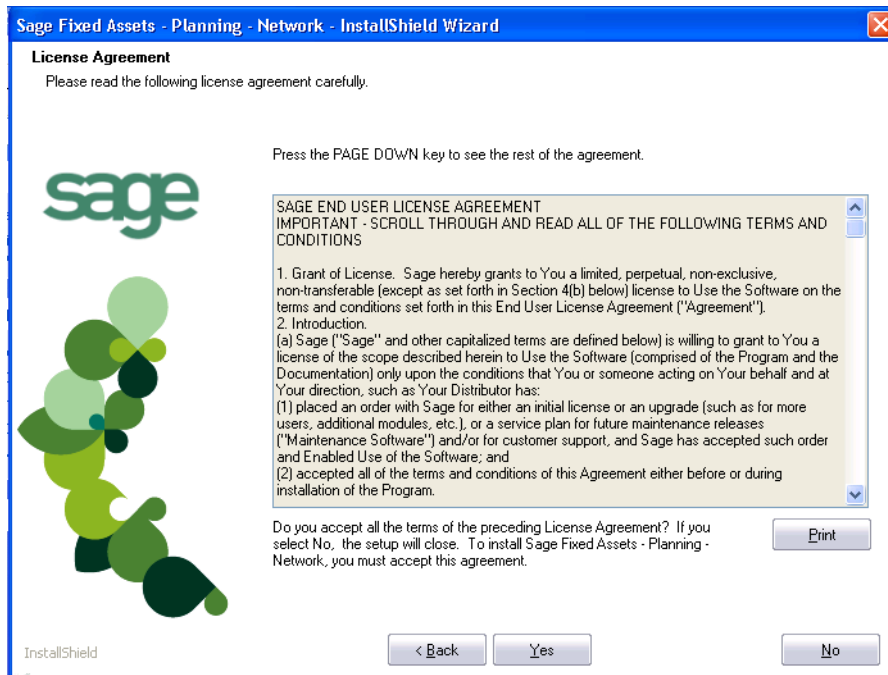 Sage Fixed Assets - Planning - Network - InstallShield Wizard
License Agreement
Please read the following license agreement carefully.
sage
Press the PAGE DOWN key to see the rest of the agreement.
SAGE END USER LICENSE AGREEMENT
IMPORTANT - SCROLL THROUGH AND READ ALL OF THE FOLLOWING TERMS AND
CONDITIONS
1. Grant of License.  Sage hereby grants to You a limited, perpetual, non-exclusive,
non-transferable (except as set forth in Section 4(b) below) license to Use the Software on the
terms and conditions set forth in this End User License Agreement ("Agreement").
2. Introduction.
(a) Sage ("Sage" and other capitalized terms are defined below) is willing to grant to You a
license of the scope described herein to Use the Software (comprised of the Program and the
Documentation) only upon the conditions that You or someone acting on Your behalf and at
Your direction, such as Your Distributor has:
(1) placed an order with Sage for either an initial license or an upgrade (such as for more
users, additional modules, etc.), or a service plan for future maintenance releases
("Maintenance Software") and/or for customer support, and Sage has accepted such order
and Enabled Use of the Software; and
(2) accepted all of the terms and conditions of this Agreement either before or during
installation of the Program.
Do you accept all the terms of the preceding License Agreement?  If you
select No,  the setup will close.  To install Sage Fixed Assets - Planning -
Network, you must accept this agreement.
Print
InstallShield
< Back
Yes
No